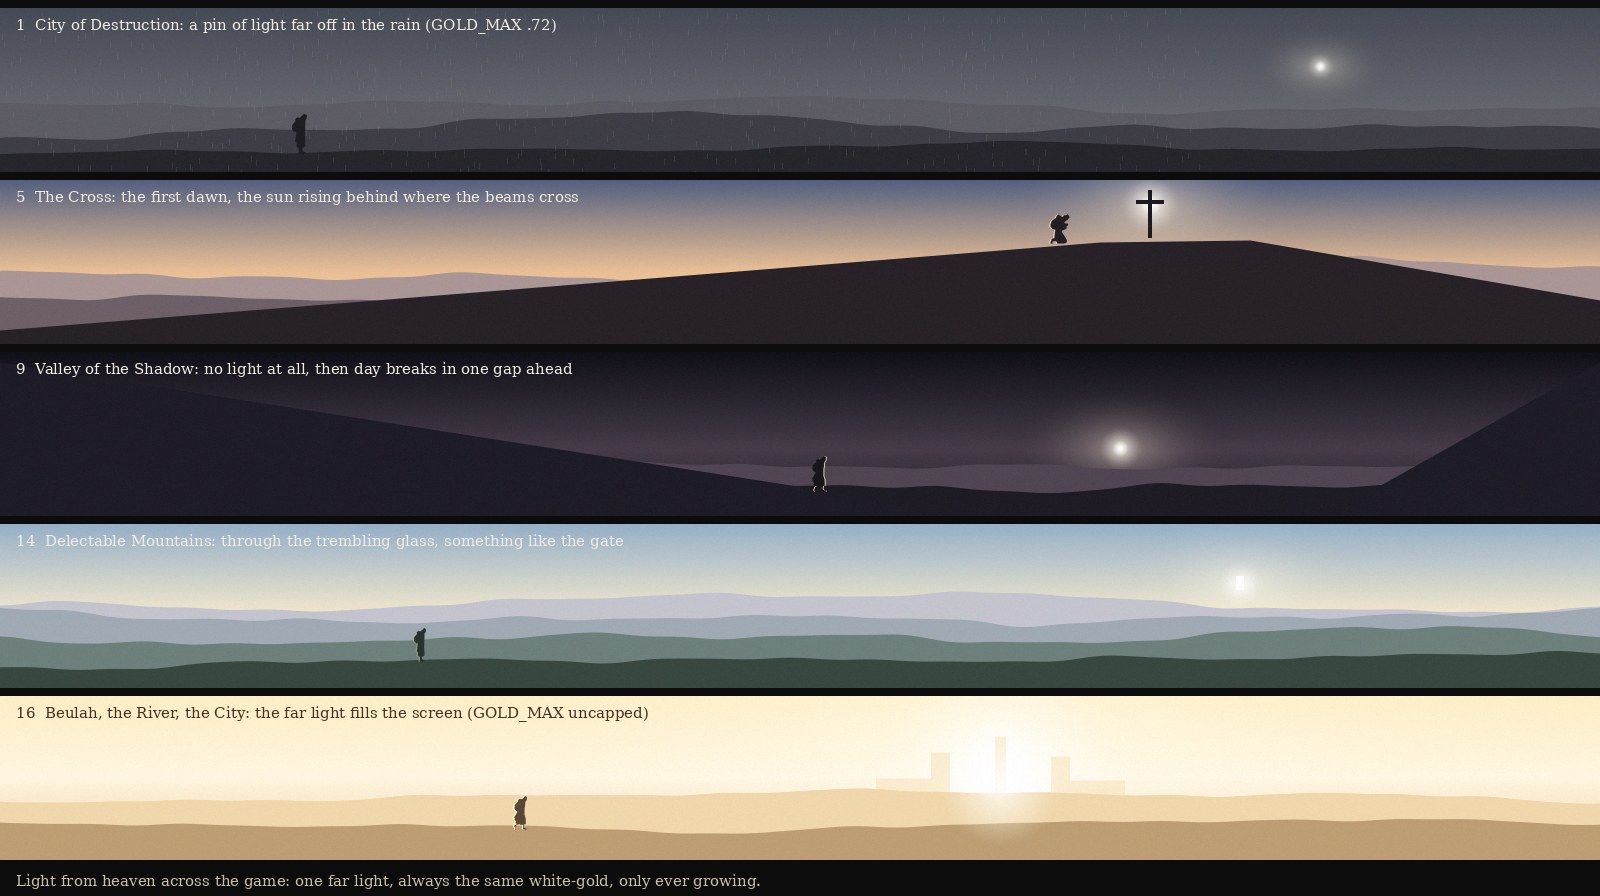 1 City of Destruction: a pin of light far off in the rain (GOLD_MAX .72)
5 The Cross: the first dawn, the sun rising behind where the beams cross
9 Valley of the Shadow: no light at all, then day breaks in one gap ahead
14 Delectable Mountains: through the trembling glass, something like the gate
16 Beulah, the River, the City: the far light fills the screen (GOLD_MAX uncapped)
Light from heaven across the game: one far light, always the same white-gold, only ever growing.